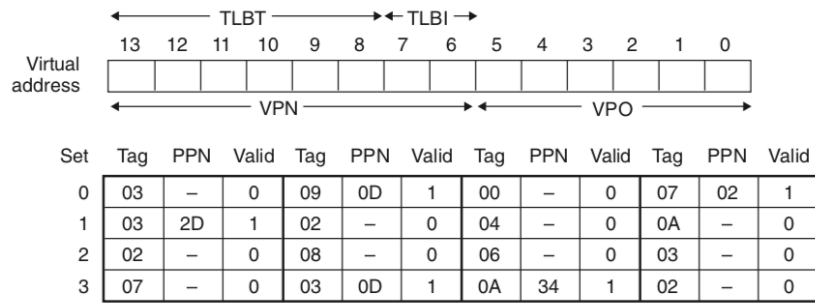 TLBT TLBI
13 12 11 10 9 8 7 6 5 4 3 2 1 0
Virtual
address
VPN VPO
Set Tag PPN Valid Tag PPN Valid Tag PPN Valid Tag PPN Valid
0 03 – 0 09 0D 1 00 – 0 07 02 1
1 03 2D 1 02 – 0 04 – 0 0A – 0
2 02 – 0 08 – 0 06 – 0 03 – 0
3 07 – 0 03 0D 1 0A 34 1 02 – 0